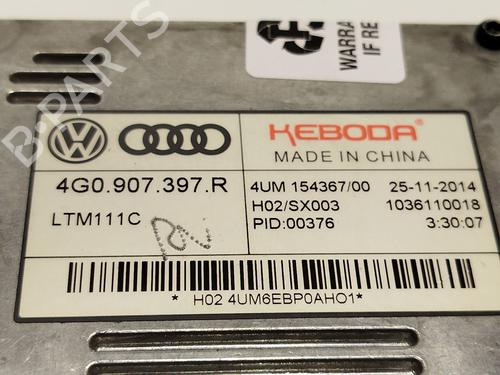 WARRA
IF RE
B-PARTS
KEBODA
MADE IN CHINA
4G0.907.397.R
LTM111C
4UM 154367/00 25-11-2014
H02/SX003 1036110018
PID:00376 3:30:07
* H02 4UM6EBP0AHO1*